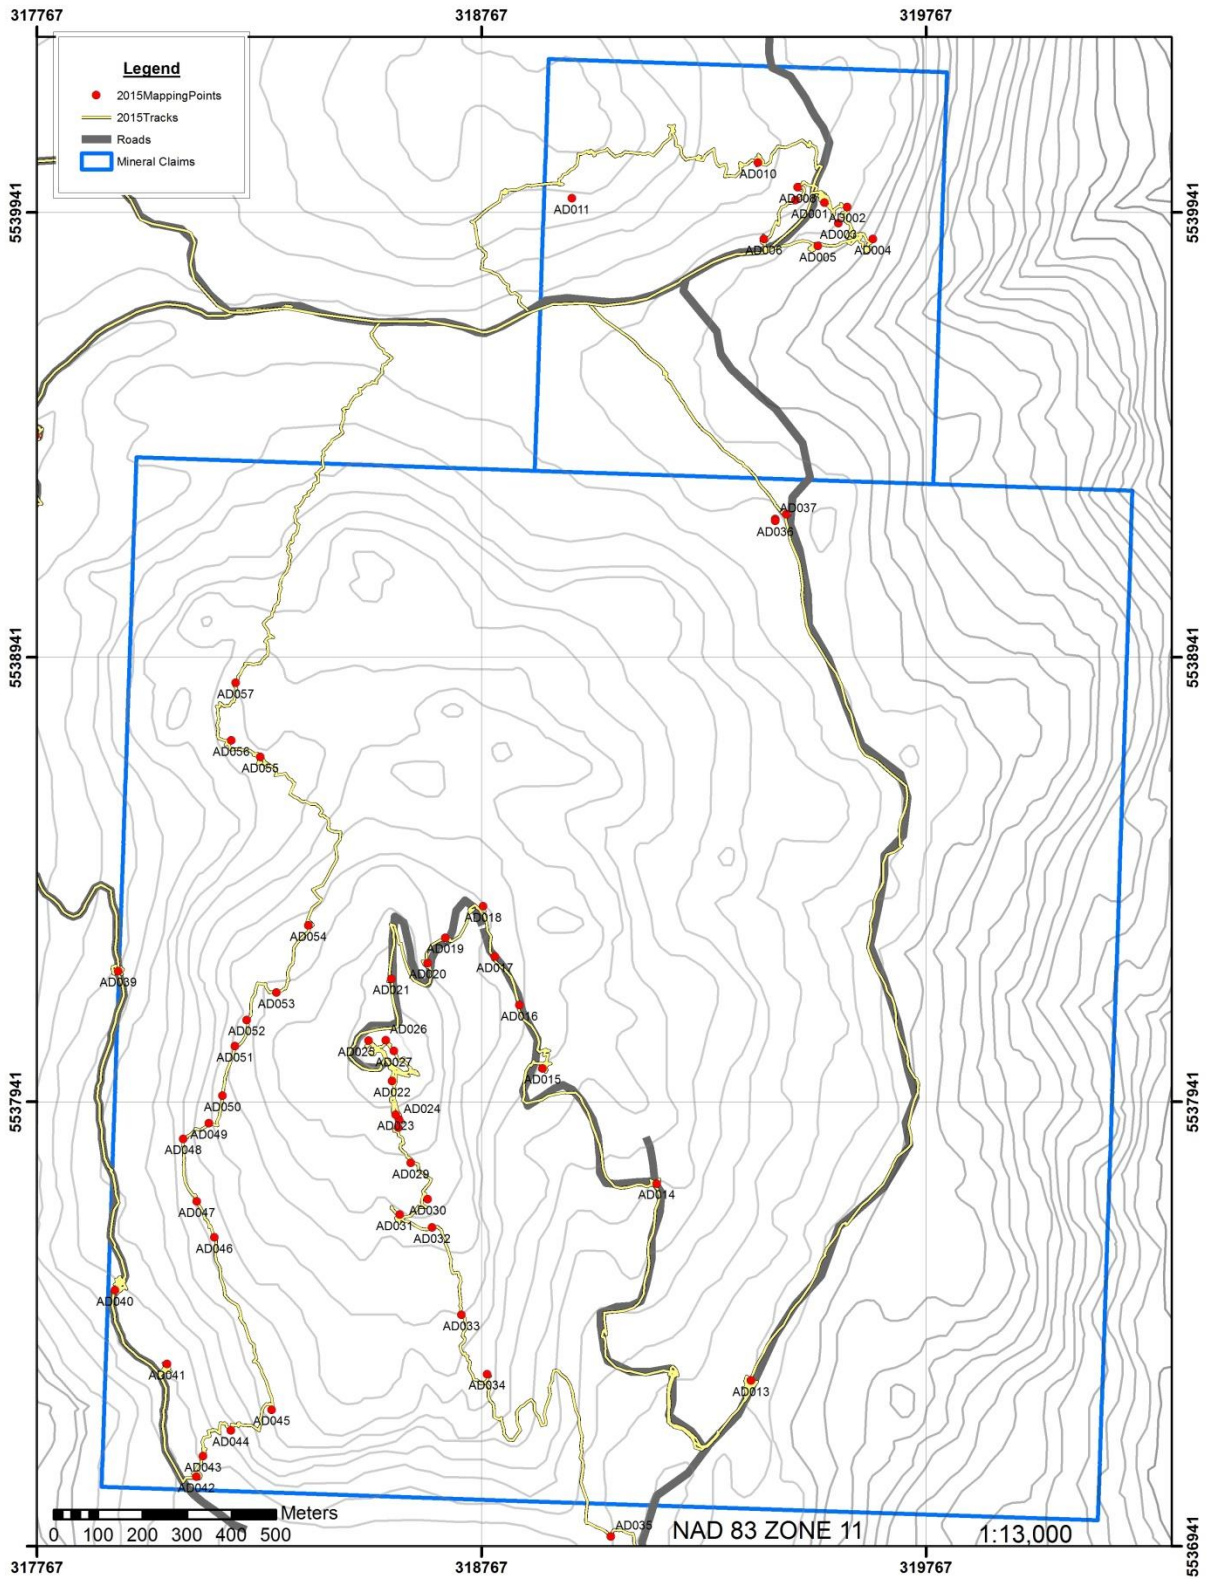 317767
318767
319767
Legend
2015MappingPoints
2015Tracks
Roads
Mineral Claims
AD010
AD011
AD008
AD001
AD002
AD003
AD006
AD005
AD004
5539941
5539941
AD037
AD036
5538941
5538941
AD057
AD056
AD055
AD018
AD054
AD019
AD017
AD020
AD039
AD021
AD053
AD016
AD052
AD026
AD051
AD025
AD027
AD015
AD022
5537941
5537941
AD050
AD024
AD023
AD049
AD048
AD029
AD014
AD047
AD030
AD031
AD032
AD046
AD040
AD033
AD041
AD034
AD013
AD045
AD044
AD043
AD042
Meters
0 100 200 300 400 500
AD035
NAD 83 ZONE 11
1:13,000
5536941
5536941
317767
318767
319767